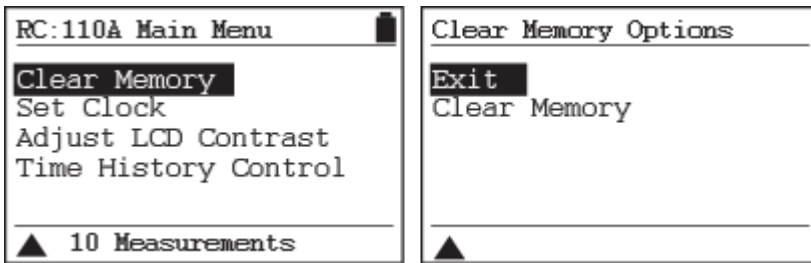 RC:110A Main Menu
Clear Memory
Set Clock
Adjust LCD Contrast
Time History Control
10 Measurements
Clear Memory Options
Exit
Clear Memory